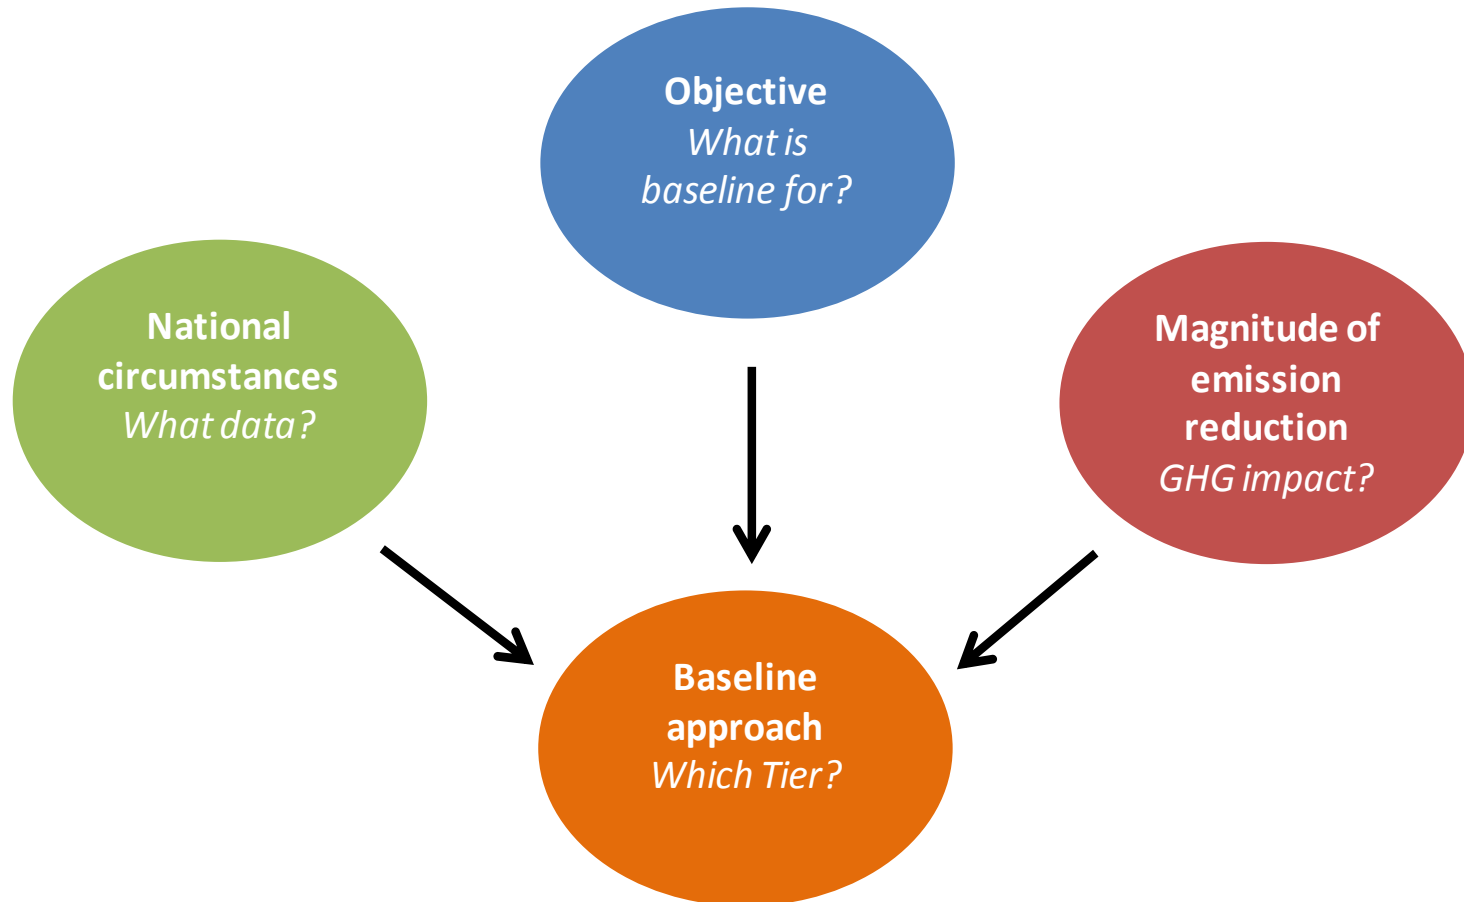 Objective
What is
baseline for?
National
circumstances
What data?
Magnitude of
emission
reduction
GHG impact?
Baseline
approach
Which Tier?